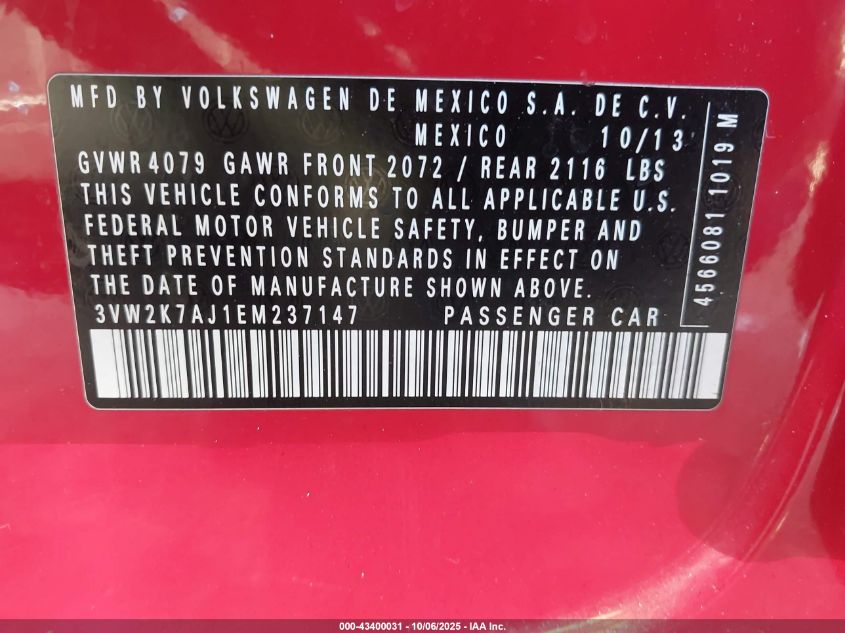 MFD BY VOLKSWAGEN DE MEXICO S.A. DE C.V.
MEXICO 10/13
GVWR 4079 GAWR FRONT 2072 / REAR 2116 LBS
THIS VEHICLE CONFORMS TO ALL APPLICABLE U.S.
FEDERAL MOTOR VEHICLE SAFETY, BUMPER AND
THEFT PREVENTION STANDARDS IN EFFECT ON
THE DATE OF MANUFACTURE SHOWN ABOVE.
3VW2K7AJ1EM237147 PASSENGER CAR
4566081 1019 M
000-43400031 - 10/06/2025 - IAA Inc.